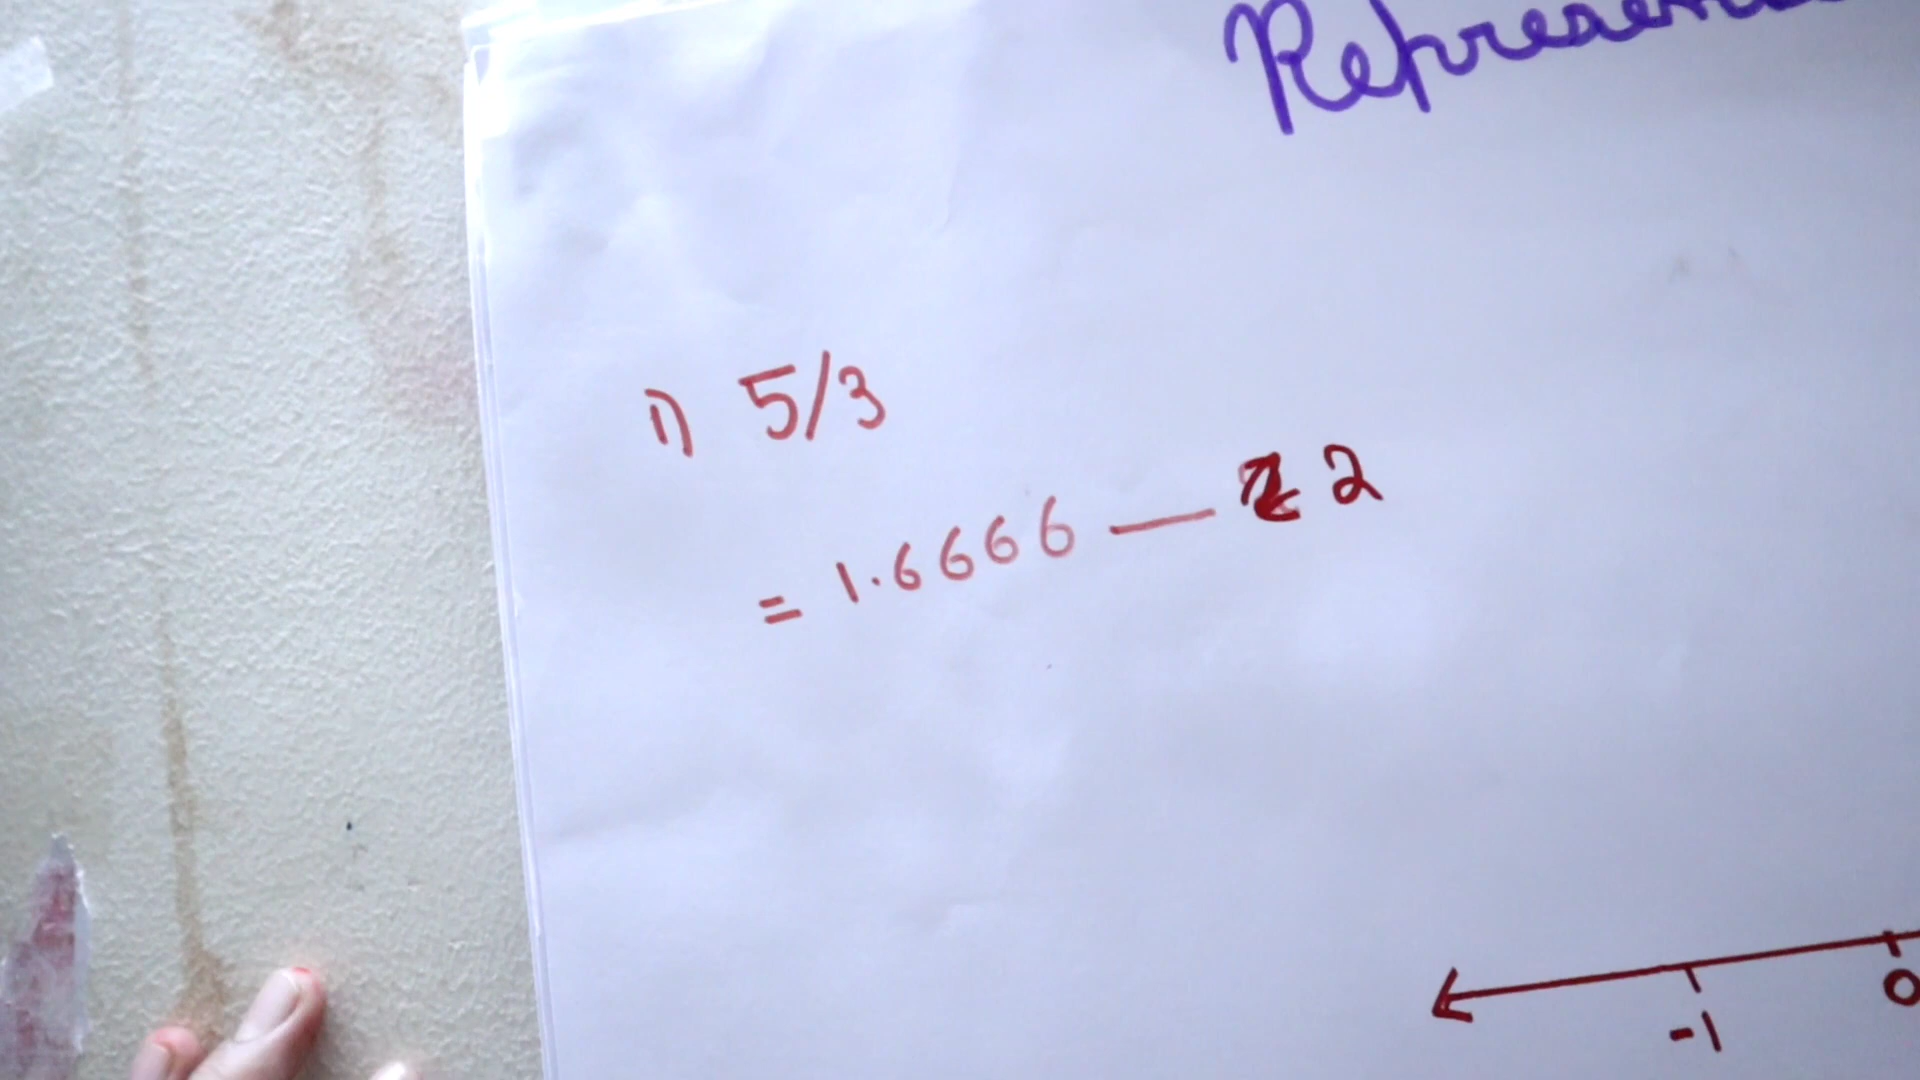 1) 5/3
= 1.6666 — 2
-1 0